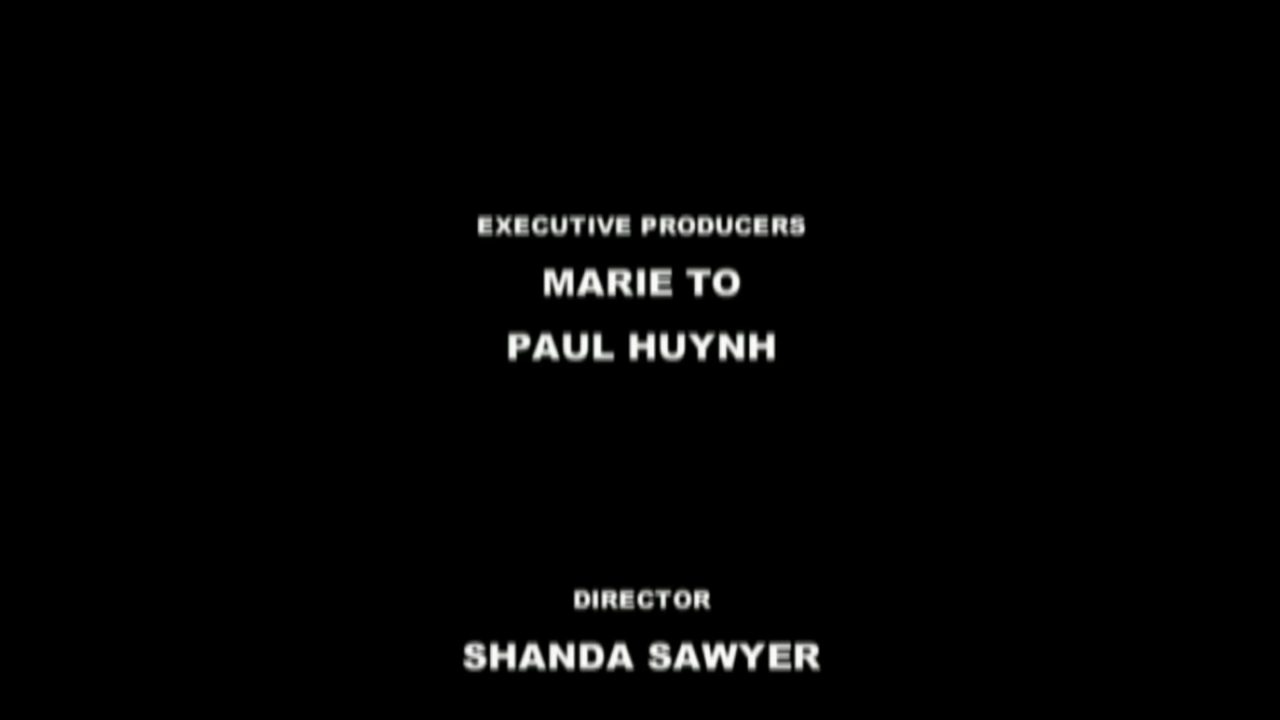 EXECUTIVE PRODUCERS
MARIE TO
PAUL HUYNH
DIRECTOR
SHANDA SAWYER